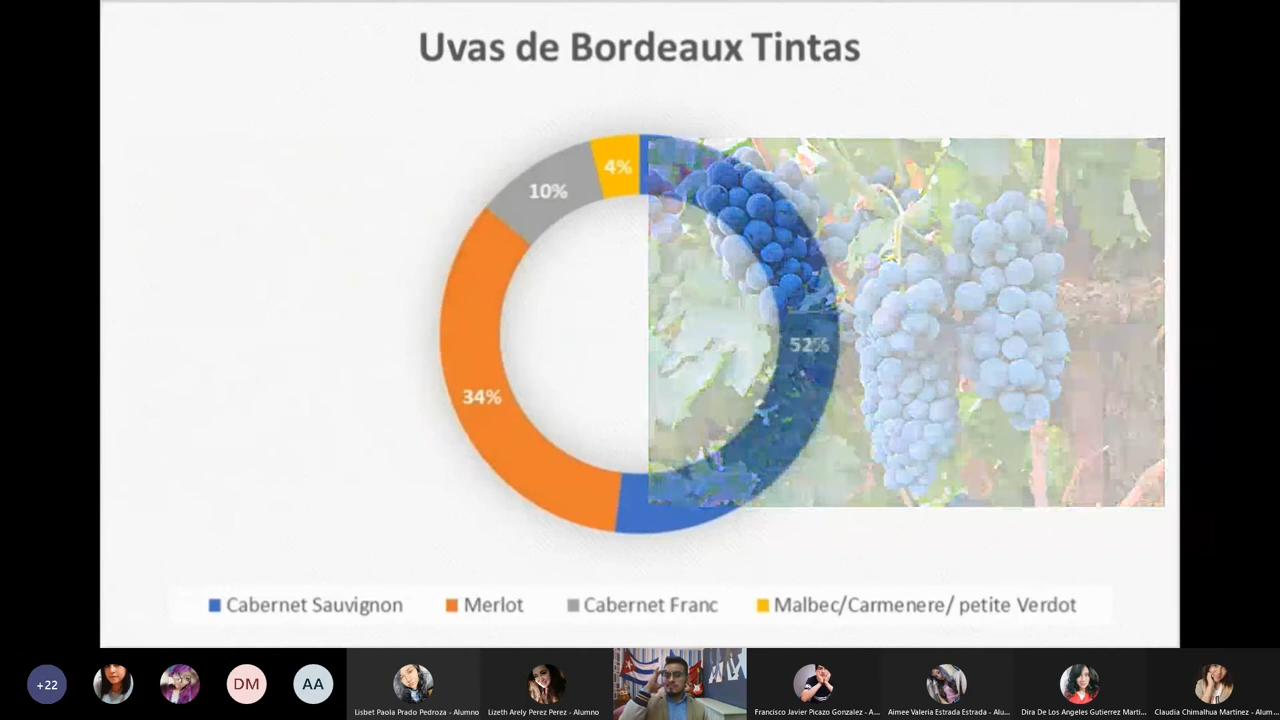 Uvas de Bordeaux Tintas
4%
10%
52%
34%
Cabernet Sauvignon
Merlot
Cabernet Franc
Malbec/Carmenere/ petite Verdot
+22
DM
AA
Lisbet Paola Prado Pedroza - Alumno
Lizeth Arely Perez Perez - Alumno
Francisco Javier Picazo Gonzalez - A...
Aimee Valeria Estrada Estrada - Alu...
Dira De Los Angeles Gutierrez Marti...
Claudia Chimalhua Martinez - Alum...